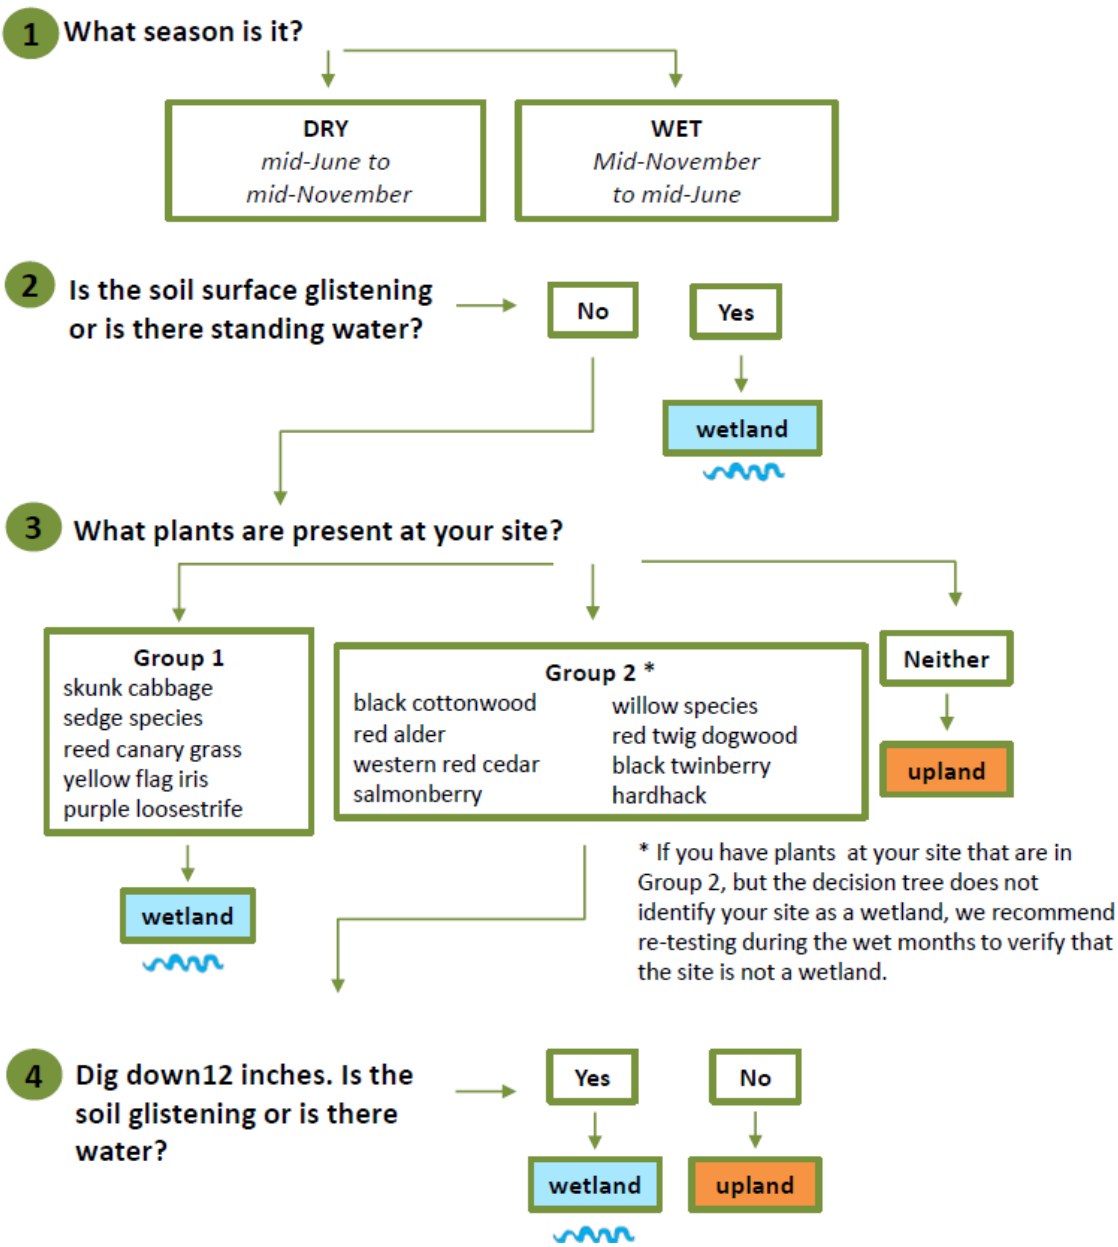 1 What season is it?
DRY
mid-June to
mid-November
WET
Mid-November
to mid-June
2 Is the soil surface glistening
or is there standing water?
No
Yes
wetland
3 What plants are present at your site?
Group 1
skunk cabbage
sedge species
reed canary grass
yellow flag iris
purple loosestrife
wetland
Group 2 *
black cottonwood
red alder
western red cedar
salmonberry
willow species
red twig dogwood
black twinberry
hardhack
Neither
upland
* If you have plants at your site that are in
Group 2, but the decision tree does not
identify your site as a wetland, we recommend
re-testing during the wet months to verify that
the site is not a wetland.
4 Dig down12 inches. Is the
soil glistening or is there
water?
Yes
No
wetland
upland